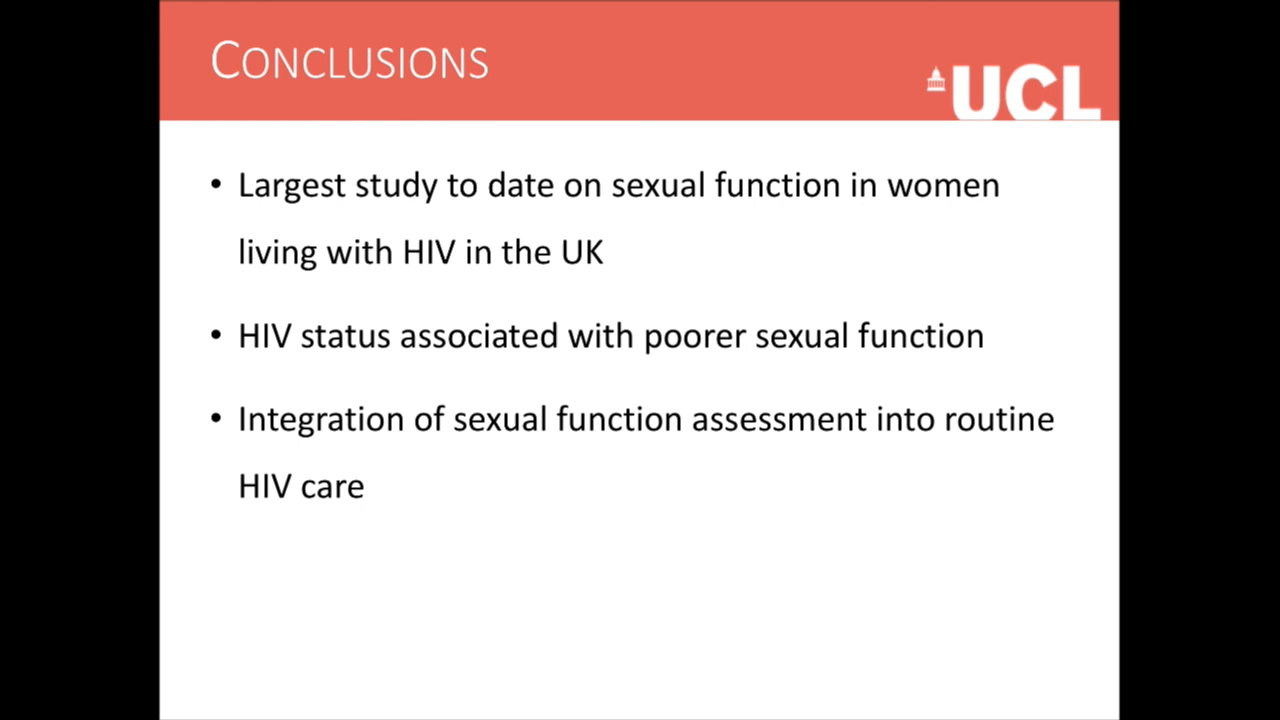 CONCLUSIONS
UCL
• Largest study to date on sexual function in women
living with HIV in the UK
• HIV status associated with poorer sexual function
• Integration of sexual function assessment into routine
HIV care